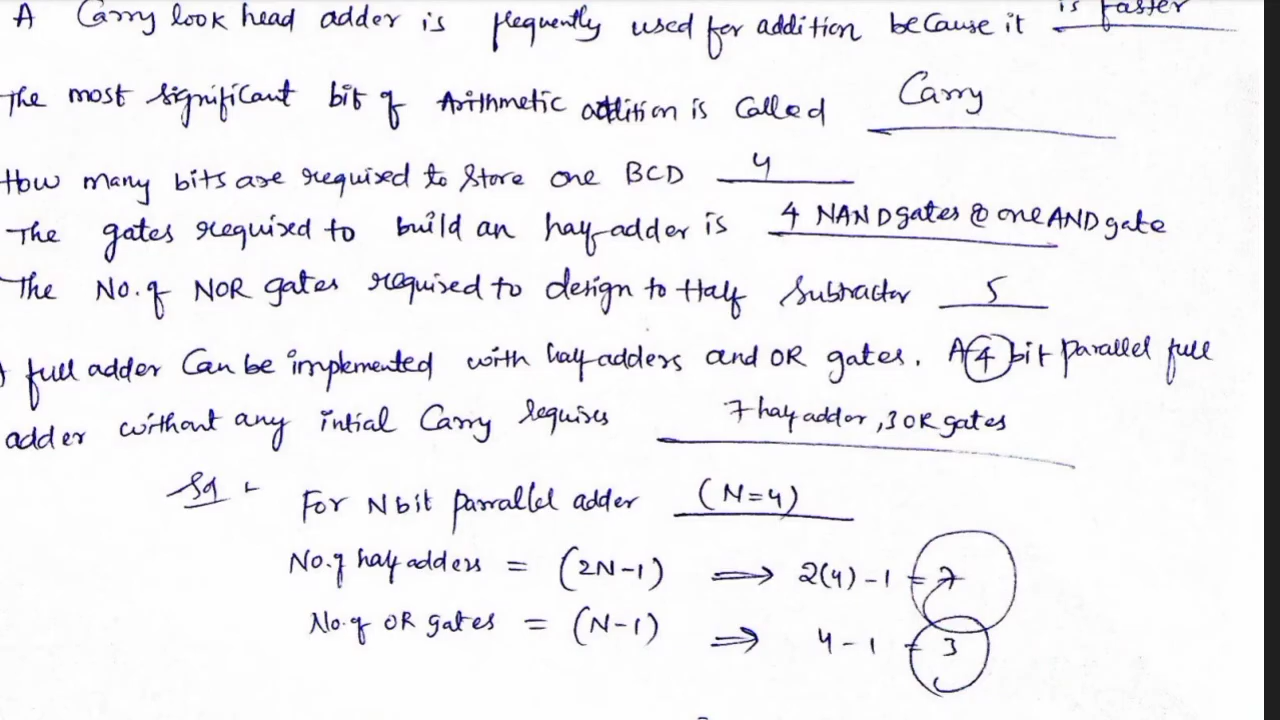 A Carry look head adder is frequently used for addition because it is faster
The most significant bit of Arithmetic addition is Called Carry
How many bits are required to Store one BCD 4
The gates required to build an half adder is 4 NAND gates & one AND gate
The No. of NOR gates required to design to Half Subtractor 5
full adder Can be implemented with half adders and OR gates. A 4 bit Parallel full
adder without any intial Carry requires 7 half addor, 3 OR gates
Sol :-
For N bit Parrallel adder (N=4)
No. of half adders = (2N-1) ⟹ 2(4)-1 = 7
No. of OR gates = (N-1) ⟹ 4-1 = 3